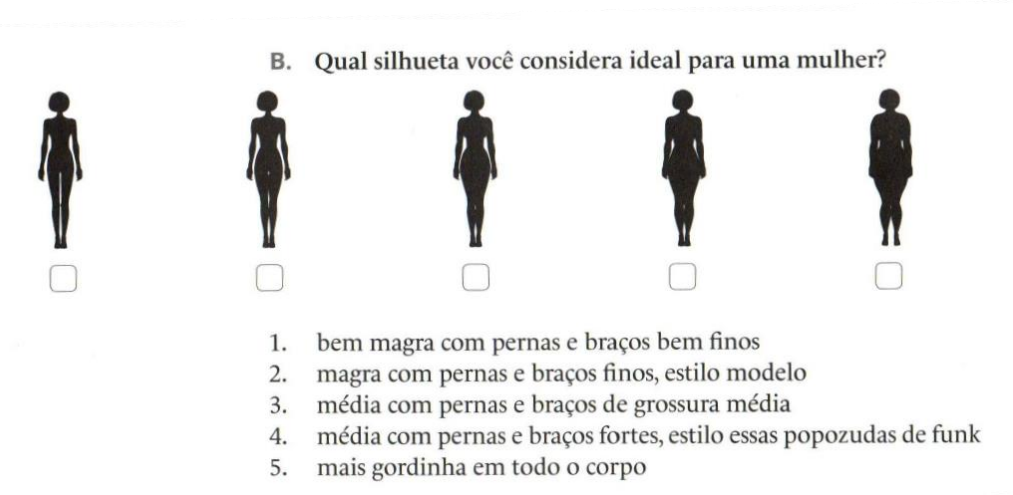 B. Qual silhueta você considera ideal para uma mulher?
1. bem magra com pernas e braços bem finos
2. magra com pernas e braços finos, estilo modelo
3. média com pernas e braços de grossura média
4. média com pernas e braços fortes, estilo essas popozudas de funk
5. mais gordinha em todo o corpo